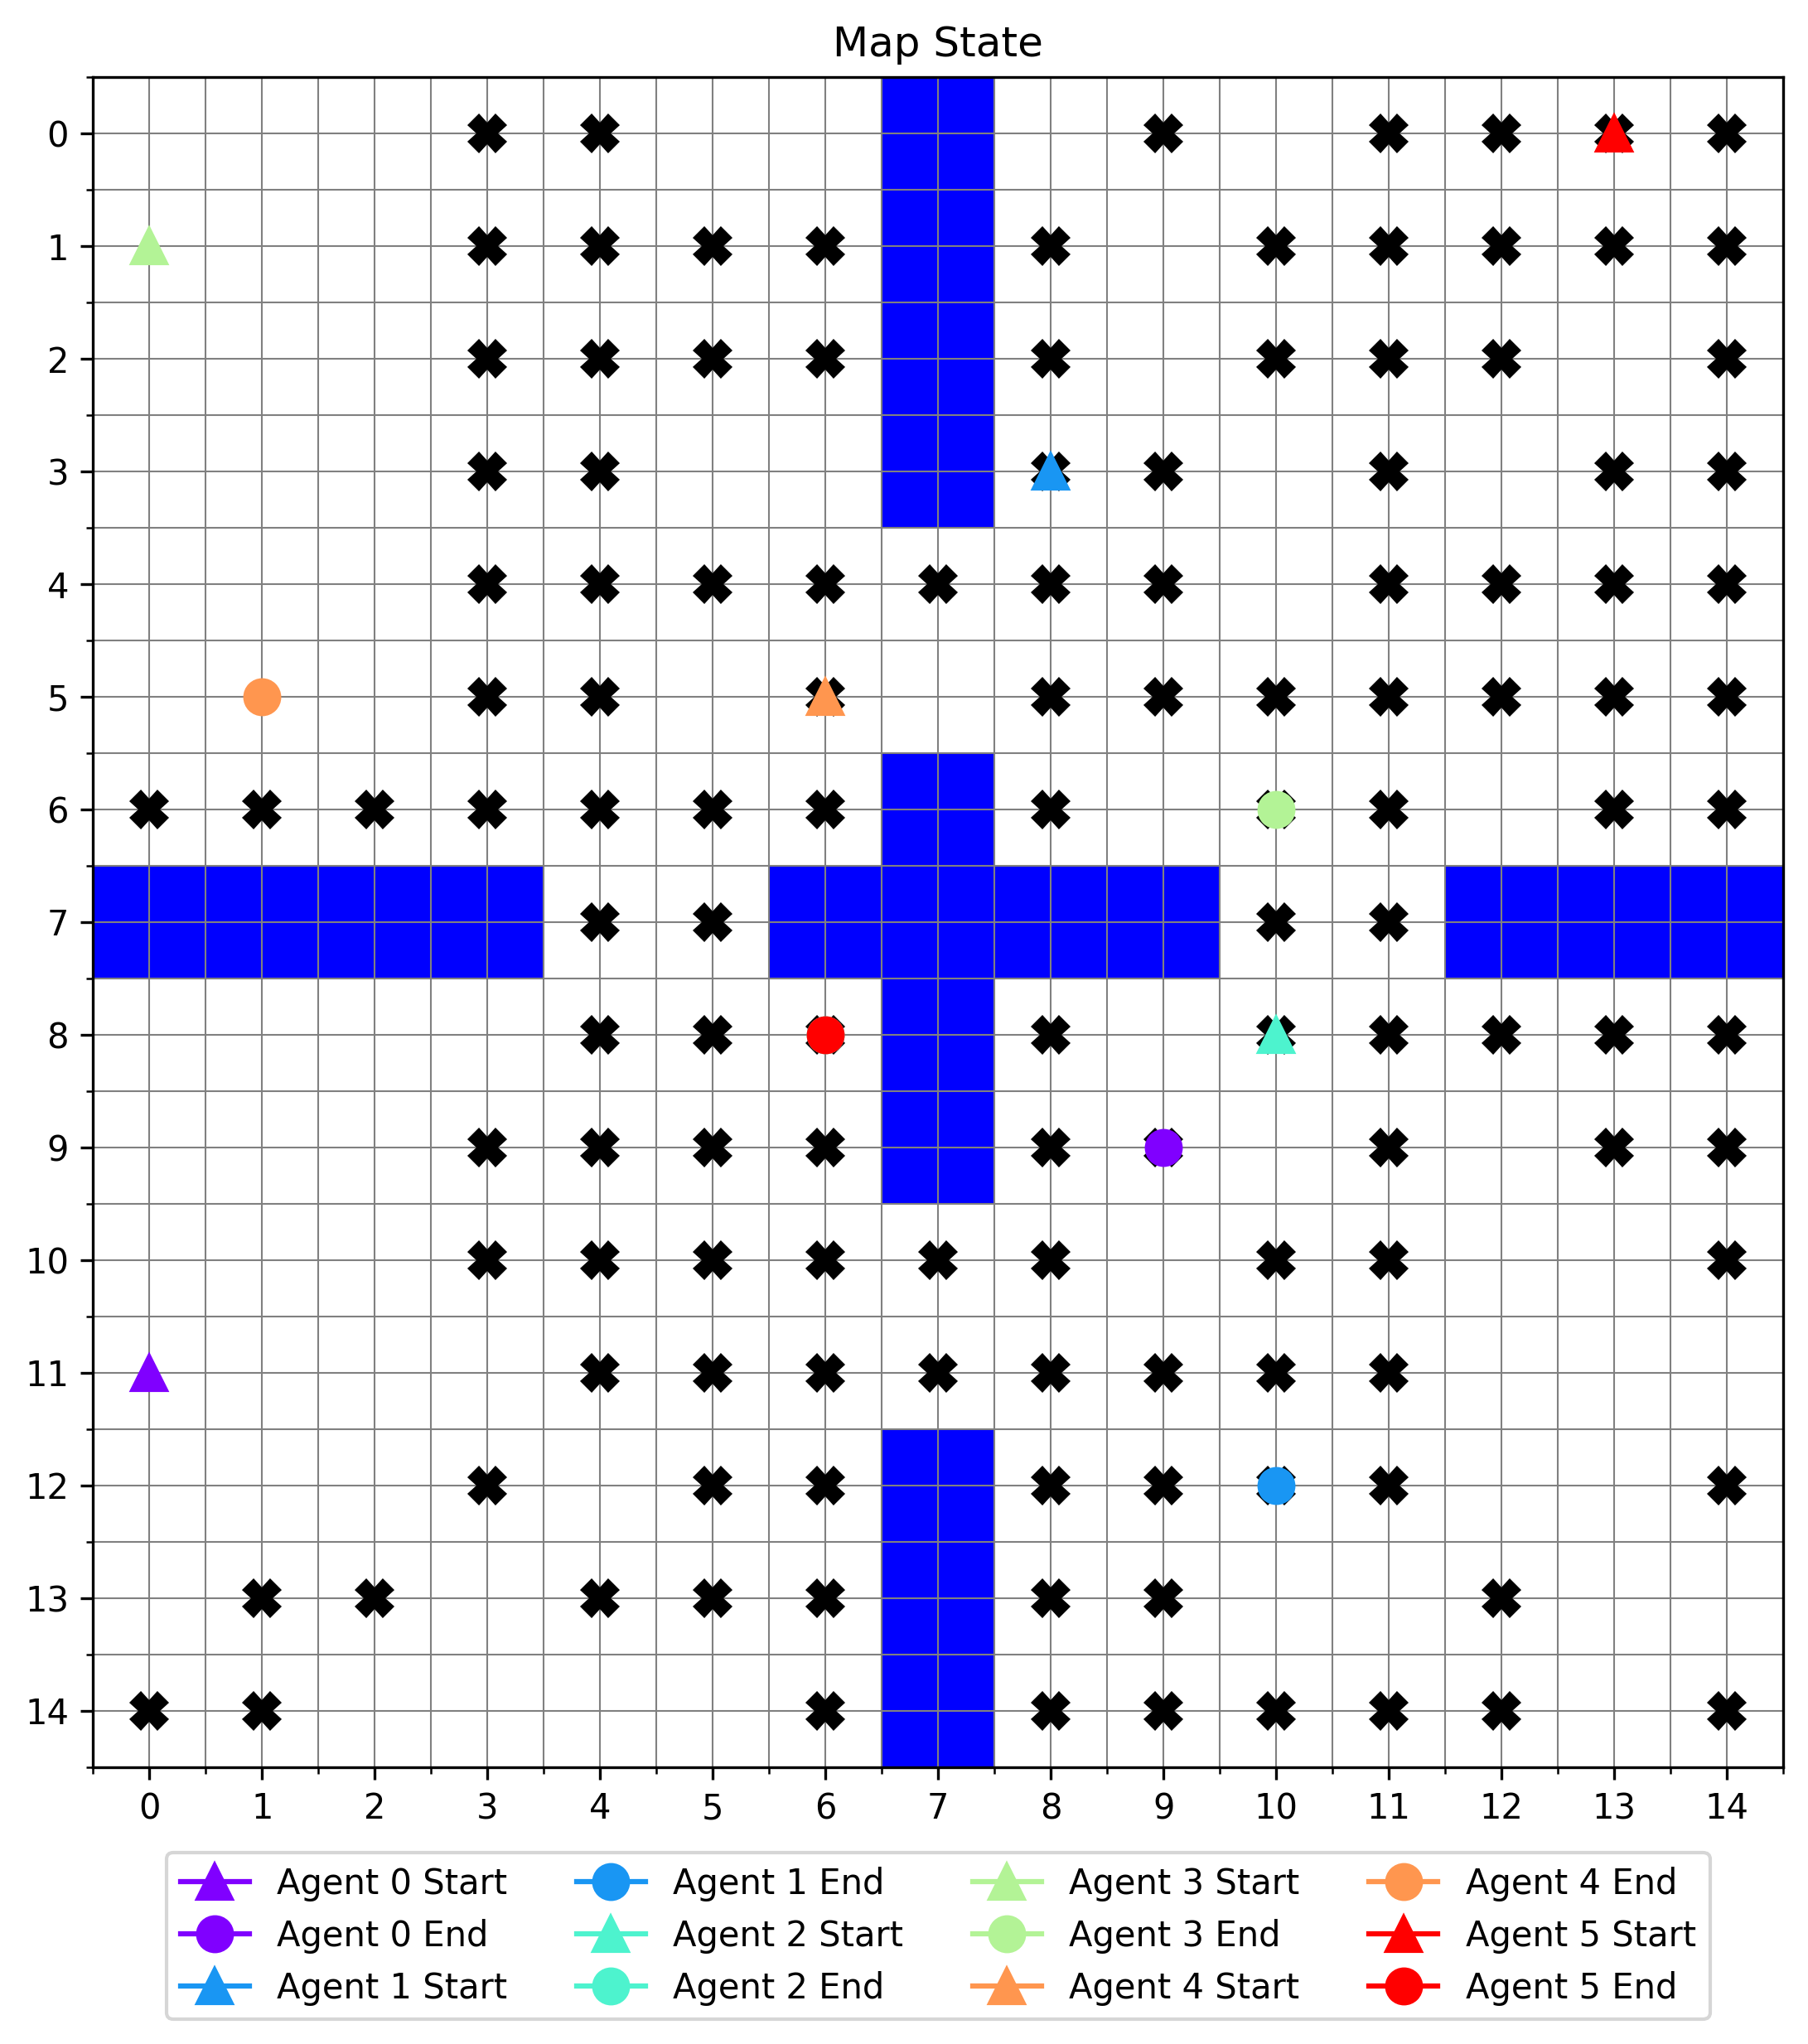 Map State
0
1
2
3
4
5
6
7
8
9
10
11
12
13
14
0 1 2 3 4 5 6 7 8 9 10 11 12 13 14
Agent 0 Start
Agent 0 End
Agent 1 Start
Agent 1 End
Agent 2 Start
Agent 2 End
Agent 3 Start
Agent 3 End
Agent 4 Start
Agent 4 End
Agent 5 Start
Agent 5 End